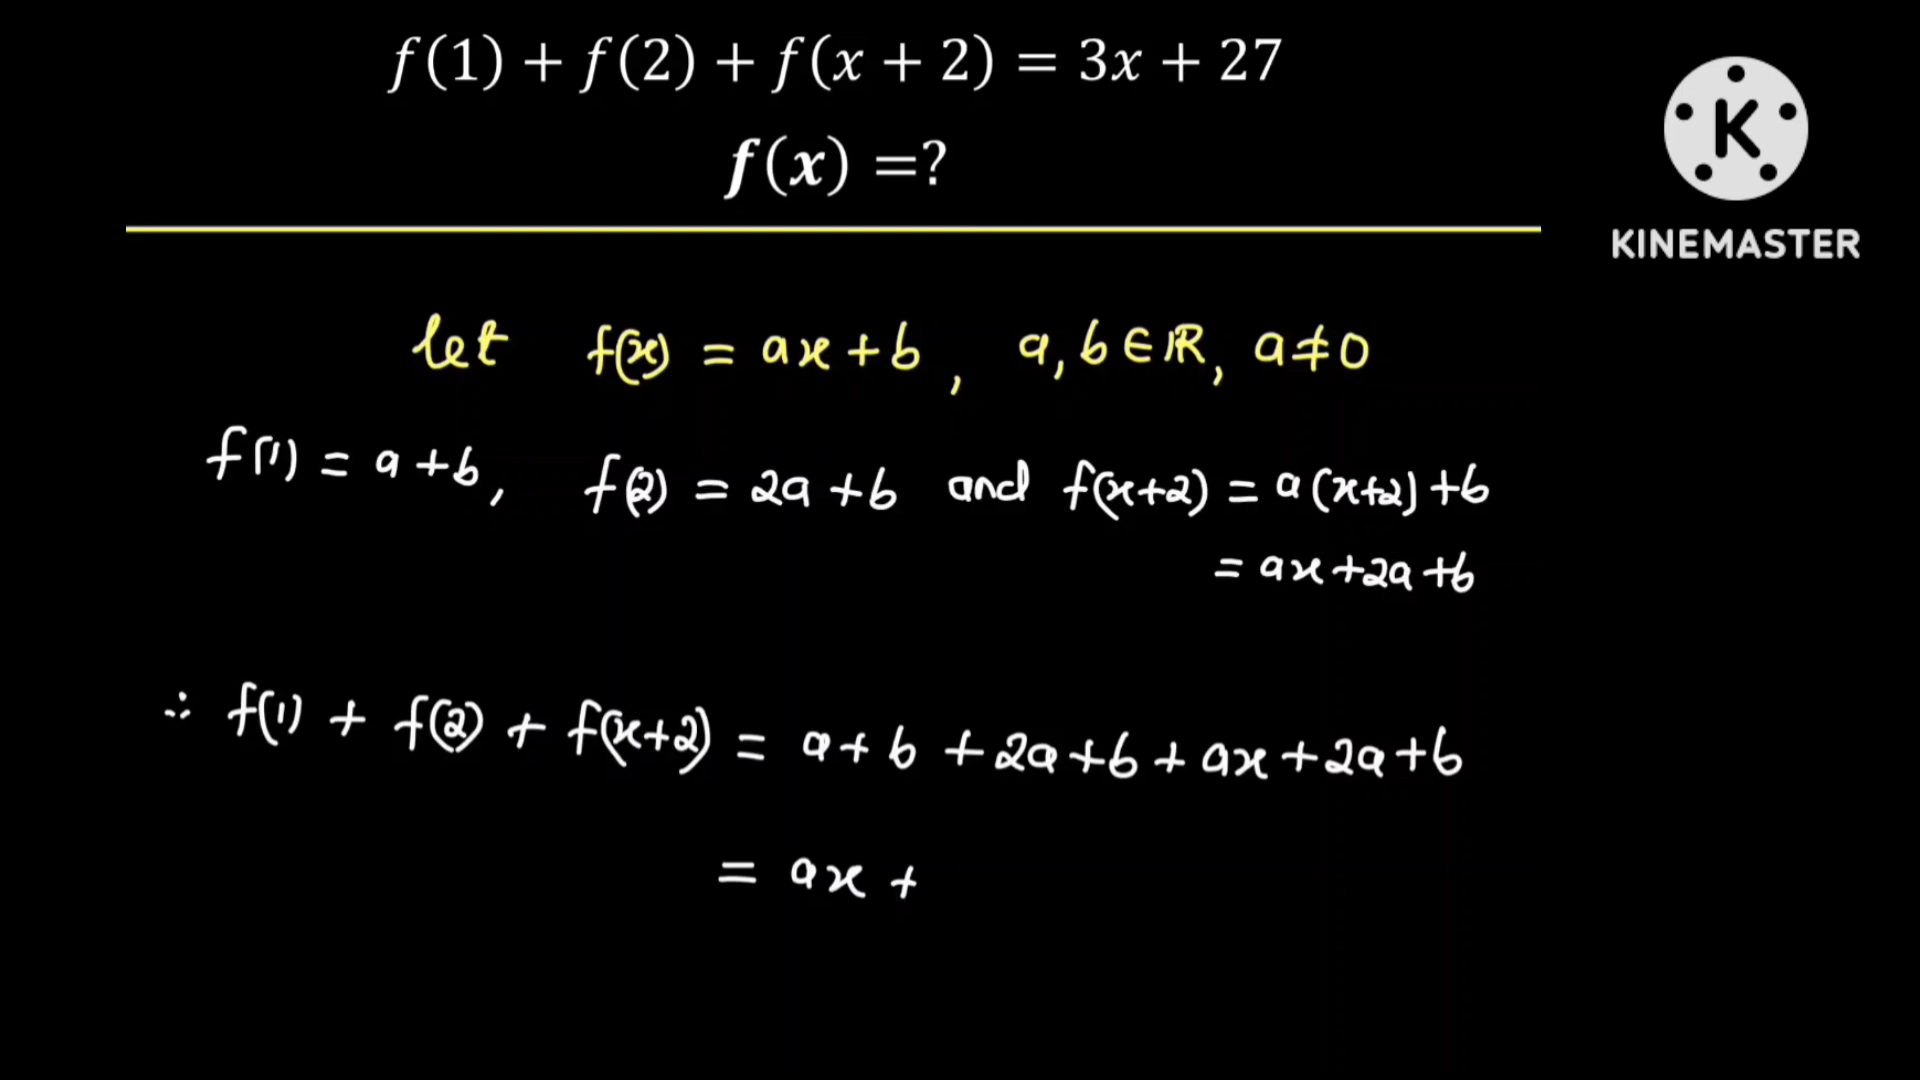 f(1) + f(2) + f(x + 2) = 3x + 27
f(x) =?
KINEMASTER
let f(x) = ax + b , a, b ∈ ℝ, a ≠ 0
f(1) = a + b, f(2) = 2a + b and f(x+2) = a(x+2) + b
= ax + 2a + b
∴ f(1) + f(2) + f(x+2) = a + b + 2a + b + ax + 2a + b
= ax +